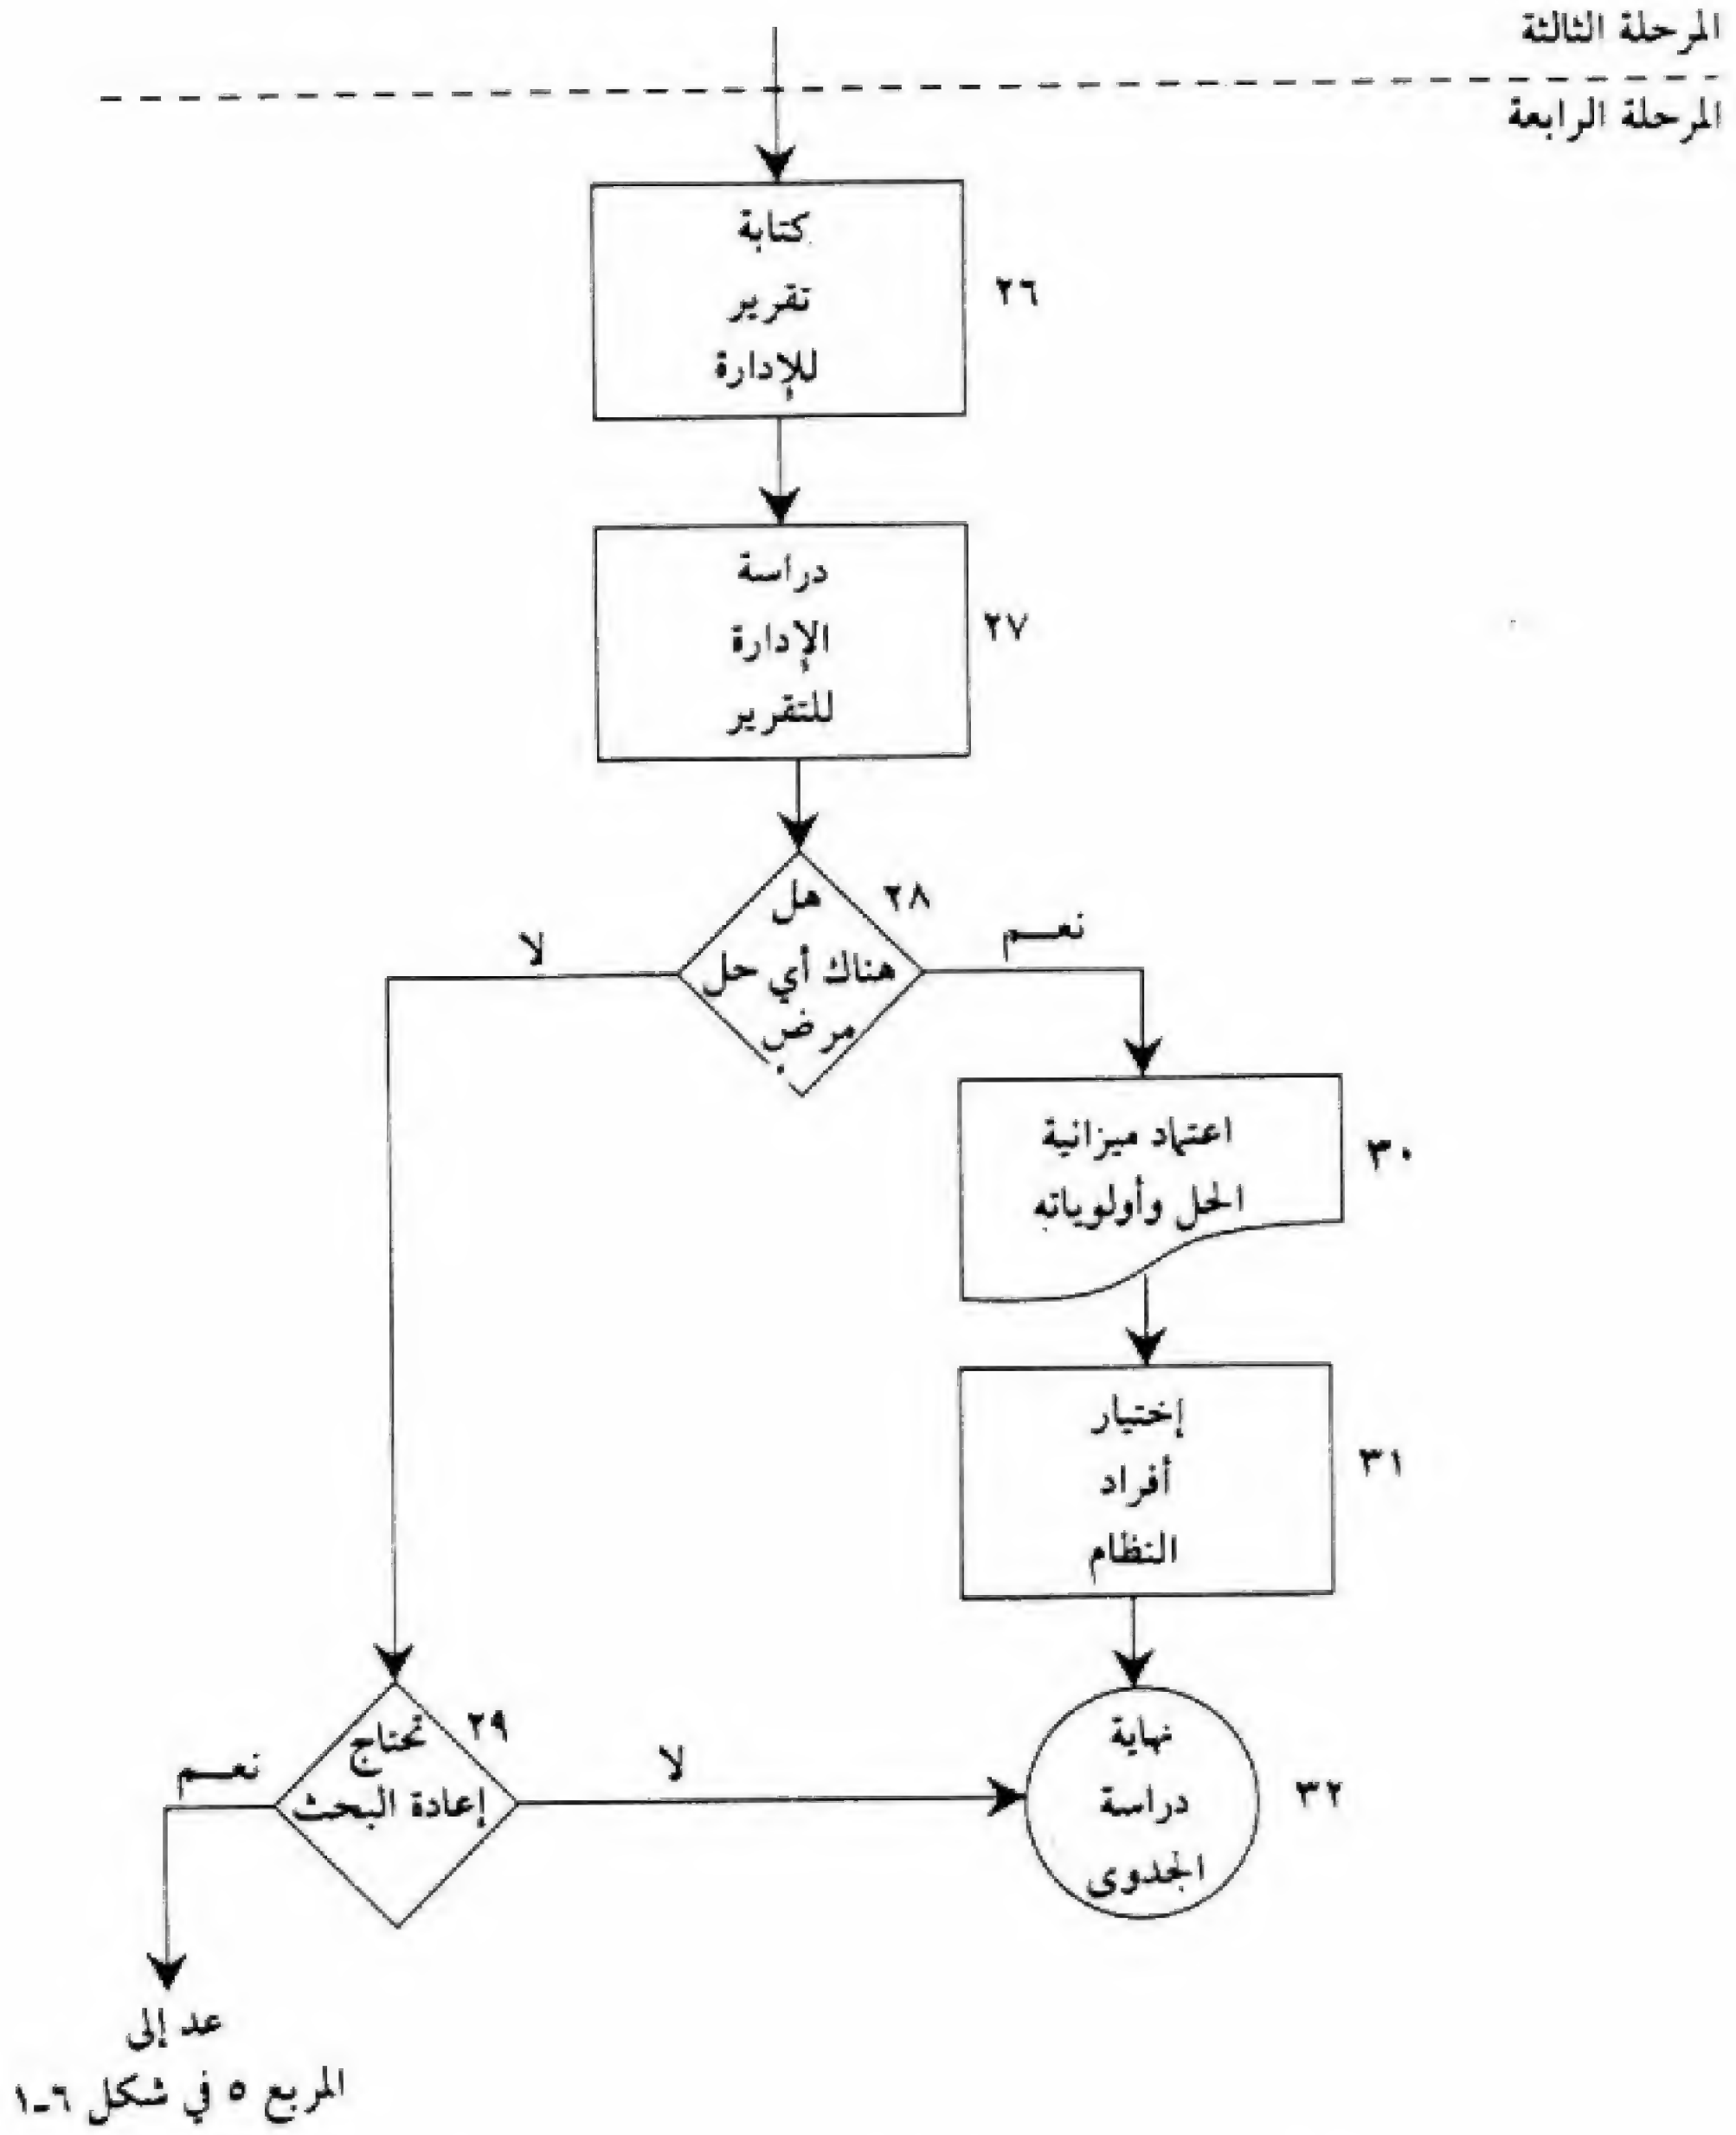 المرحلة الثالثة
المرحلة الرابعة
كتابة
تقرير
للإدارة
٢٦
دراسة
الإدارة
للتقرير
٢٧
هل
هناك أي حل
مرضٍ
٢٨
نعـم
لا
اعتماد ميزانية
الحل وأولوياته
٣٠
إختيار
أفراد
النظام
٣١
تحتاج
إعادة البحث
٢٩
نعـم
لا
نهاية
دراسة
الجدوى
٣٢
عد إلى
المربع ٥ في شكل ٦-١